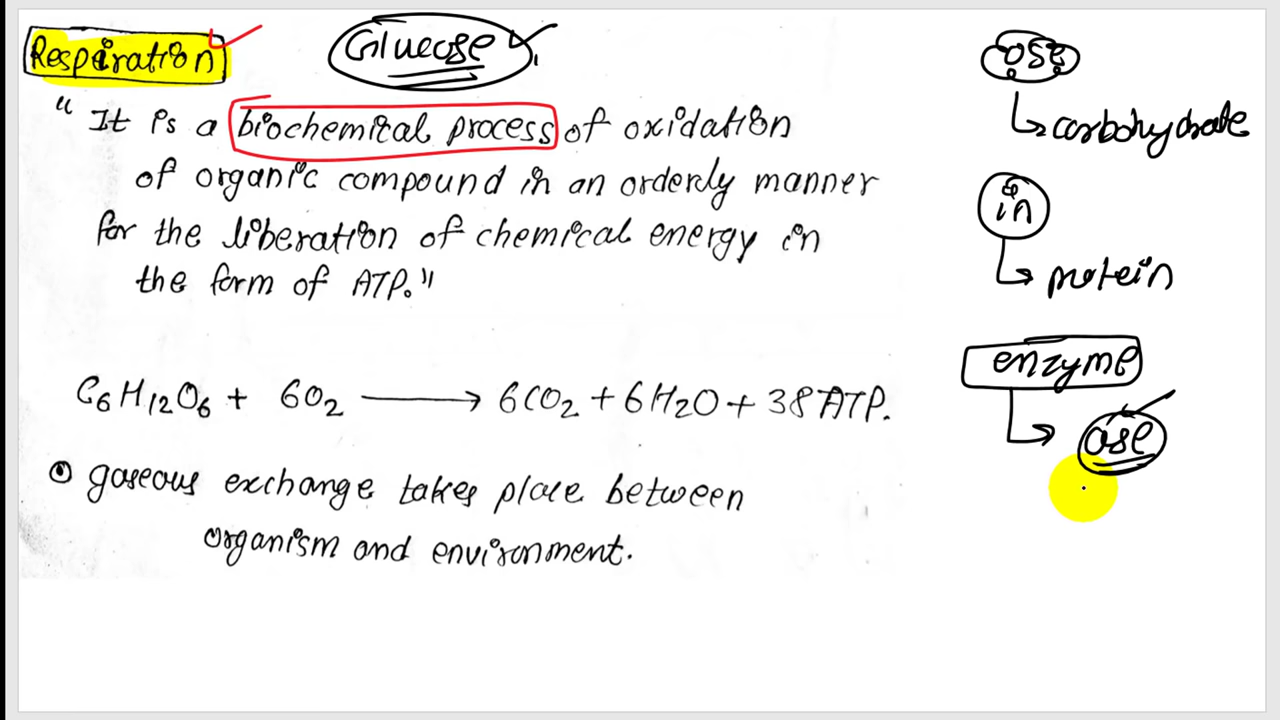 Respiration
Glucose
"It is a biochemical process of oxidation
of organic compound in an orderly manner
for the liberation of chemical energy in
the form of ATP."
C6H12O6 + 6O2 → 6CO2 + 6H2O + 38 ATP.
gaseous exchange takes place between
organism and environment.
ose
carbohydrate
in
protein
enzyme
ase